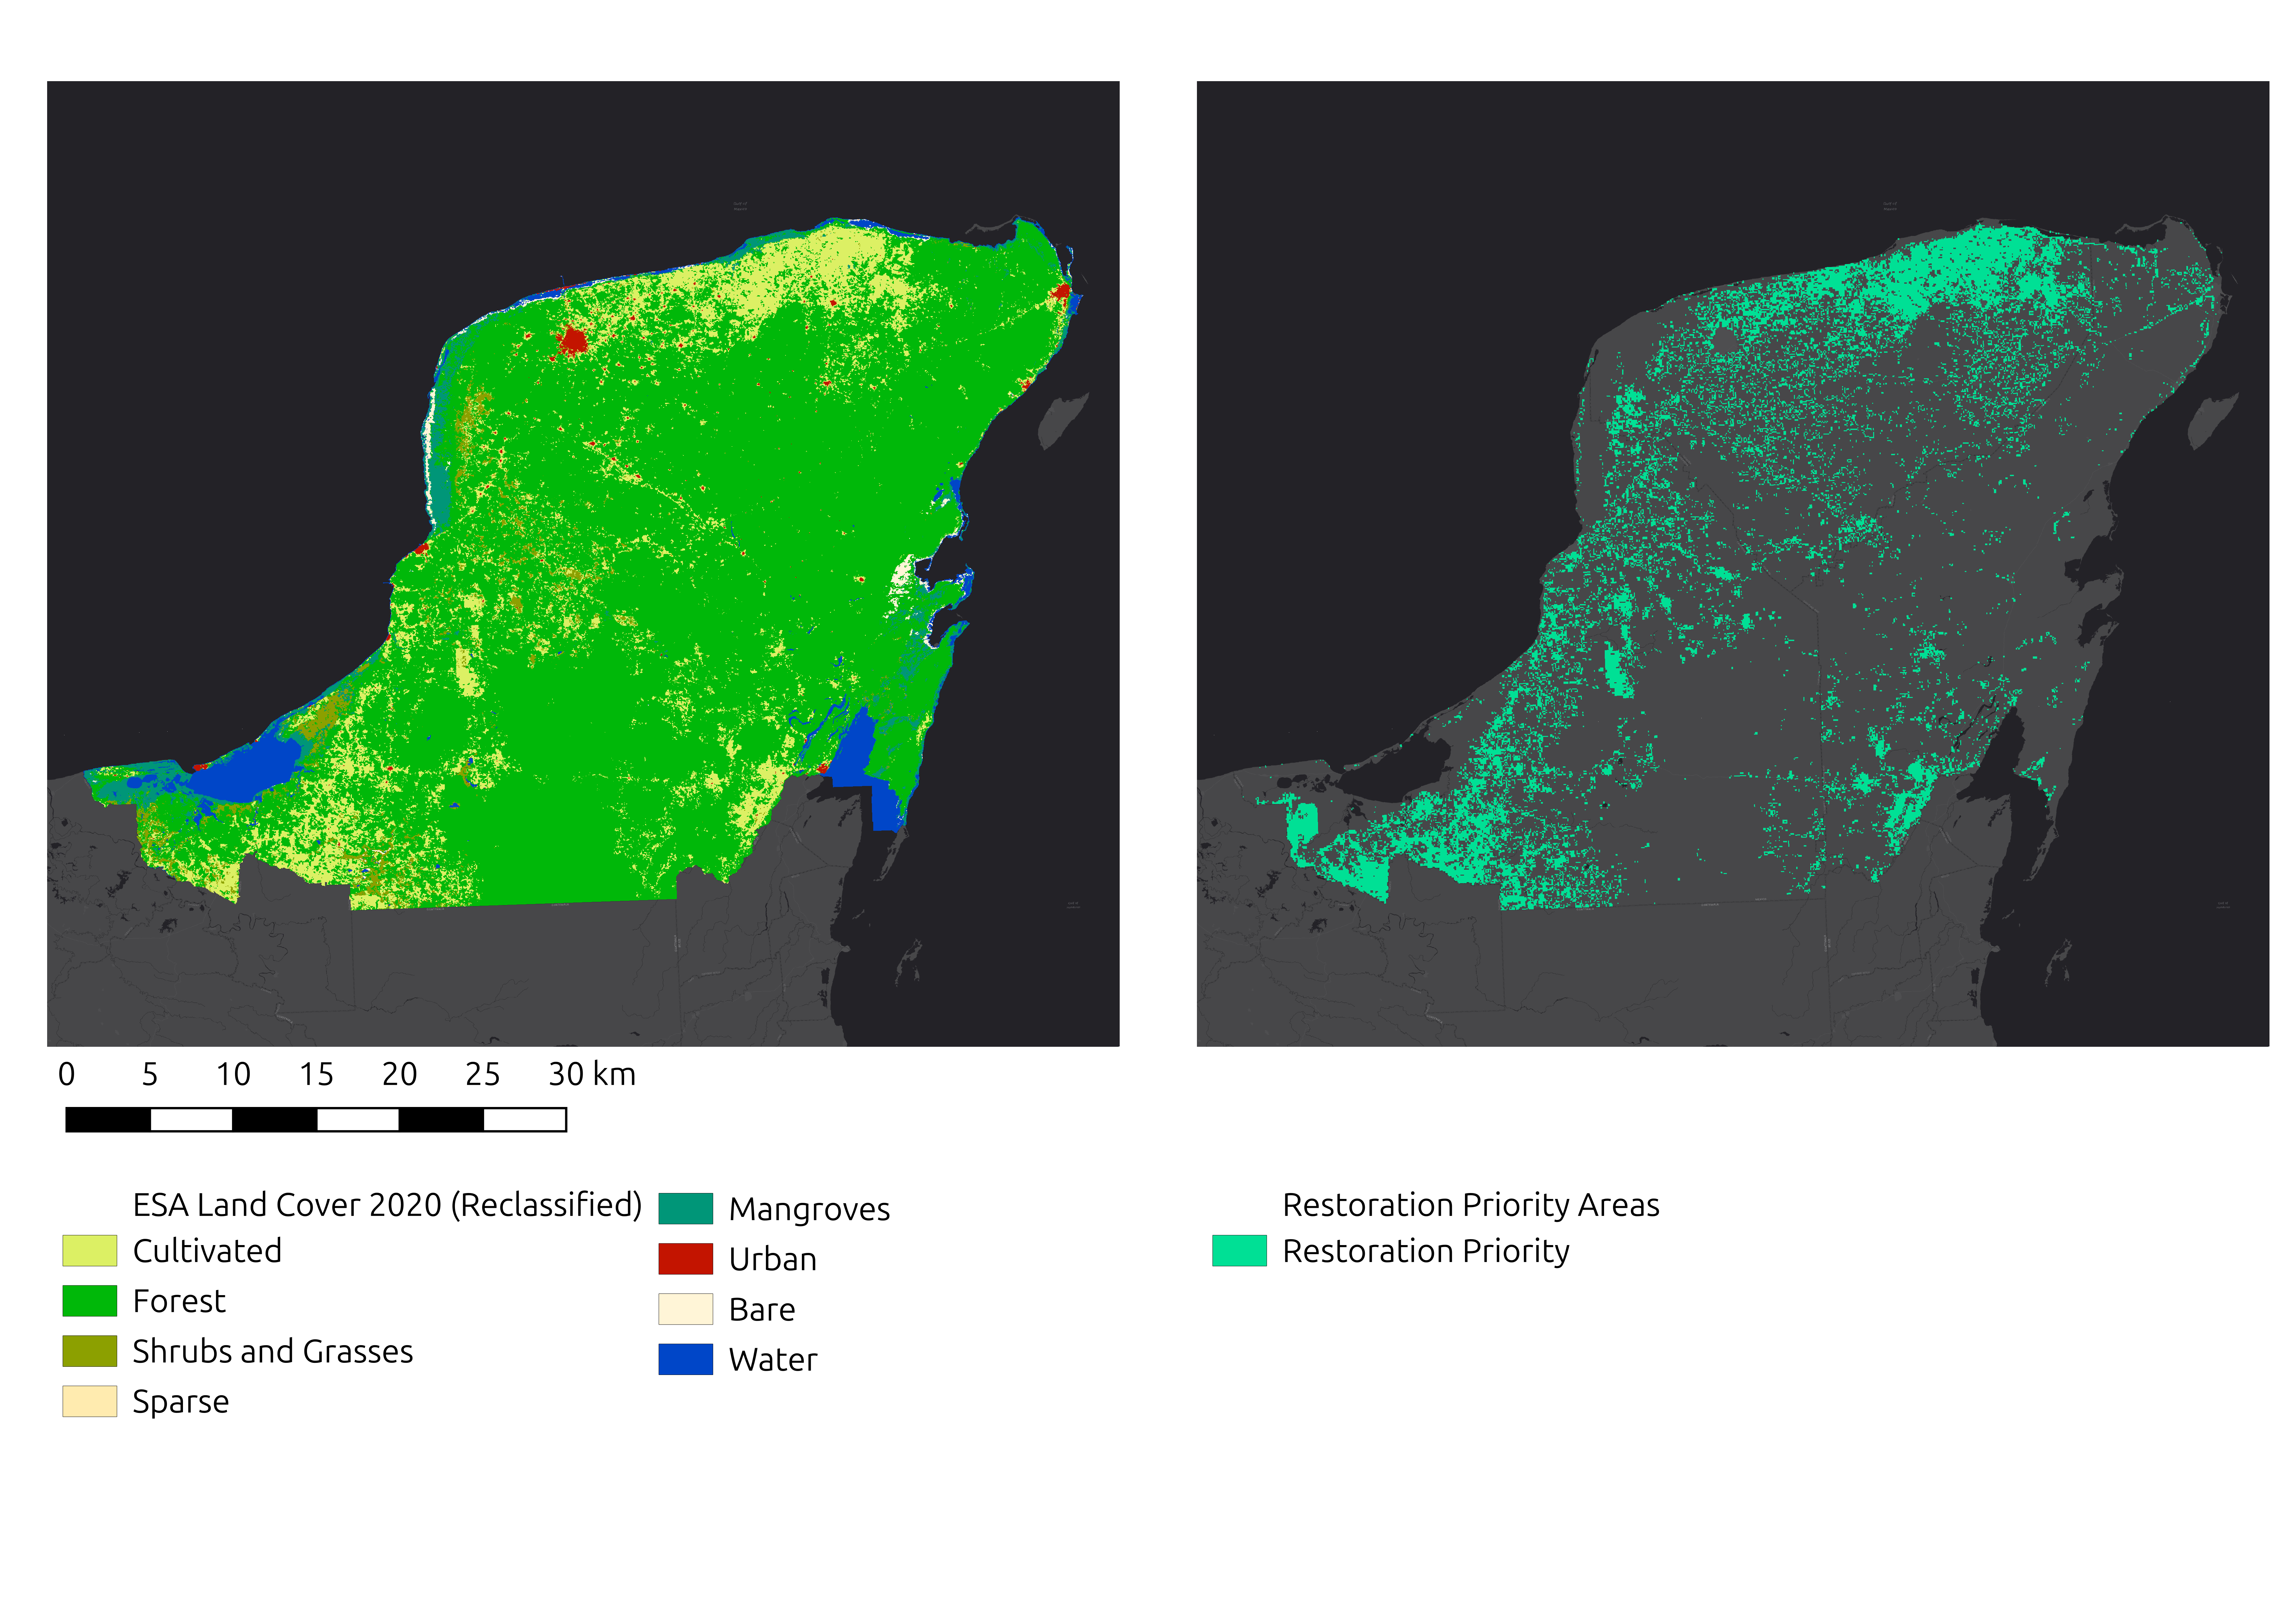 0 5 10 15 20 25 30 km
ESA Land Cover 2020 (Reclassified)
Cultivated
Forest
Shrubs and Grasses
Sparse
Mangroves
Urban
Bare
Water
Restoration Priority Areas
Restoration Priority